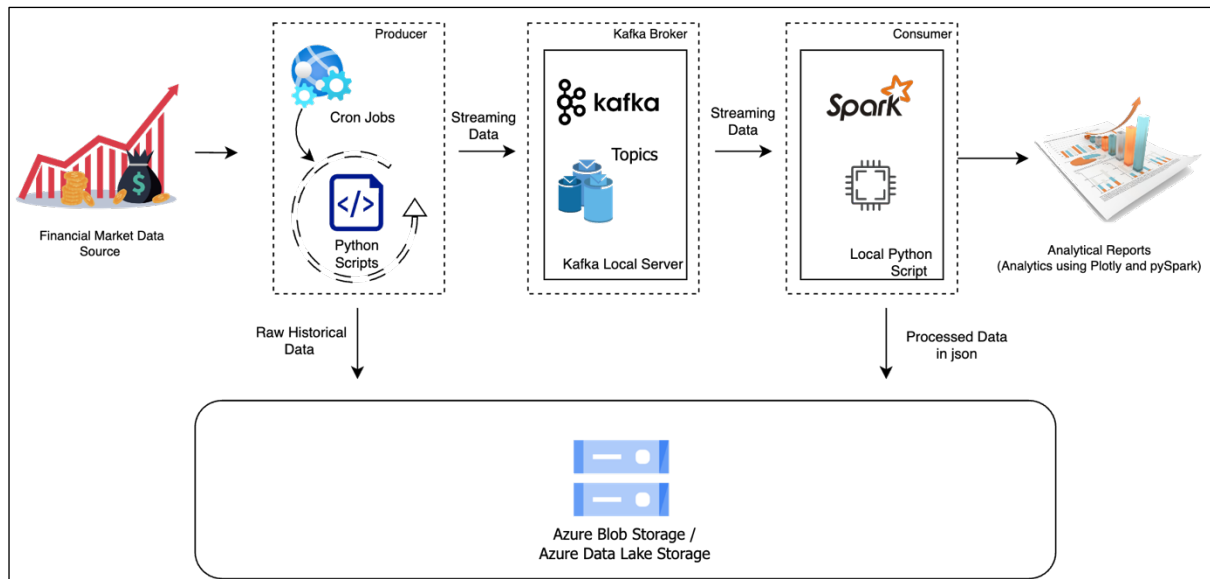 Producer
Cron Jobs
Python
Scripts
Financial Market Data
Source
Streaming
Data
Kafka Broker
kafka
Topics
Kafka Local Server
Streaming
Data
Consumer
Spark
Local Python
Script
Analytical Reports
(Analytics using Plotly and pySpark)
Raw Historical
Data
Processed Data
in json
Azure Blob Storage /
Azure Data Lake Storage